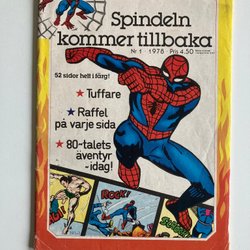 Spindeln
kommer tillbaka
Nr 1 1978 Pris 4.50
52 sidor helt i färg!
★ Tuffare
★ Raffel
på varje sida
★ 80-talets
äventyr
-idag!
ROCKY